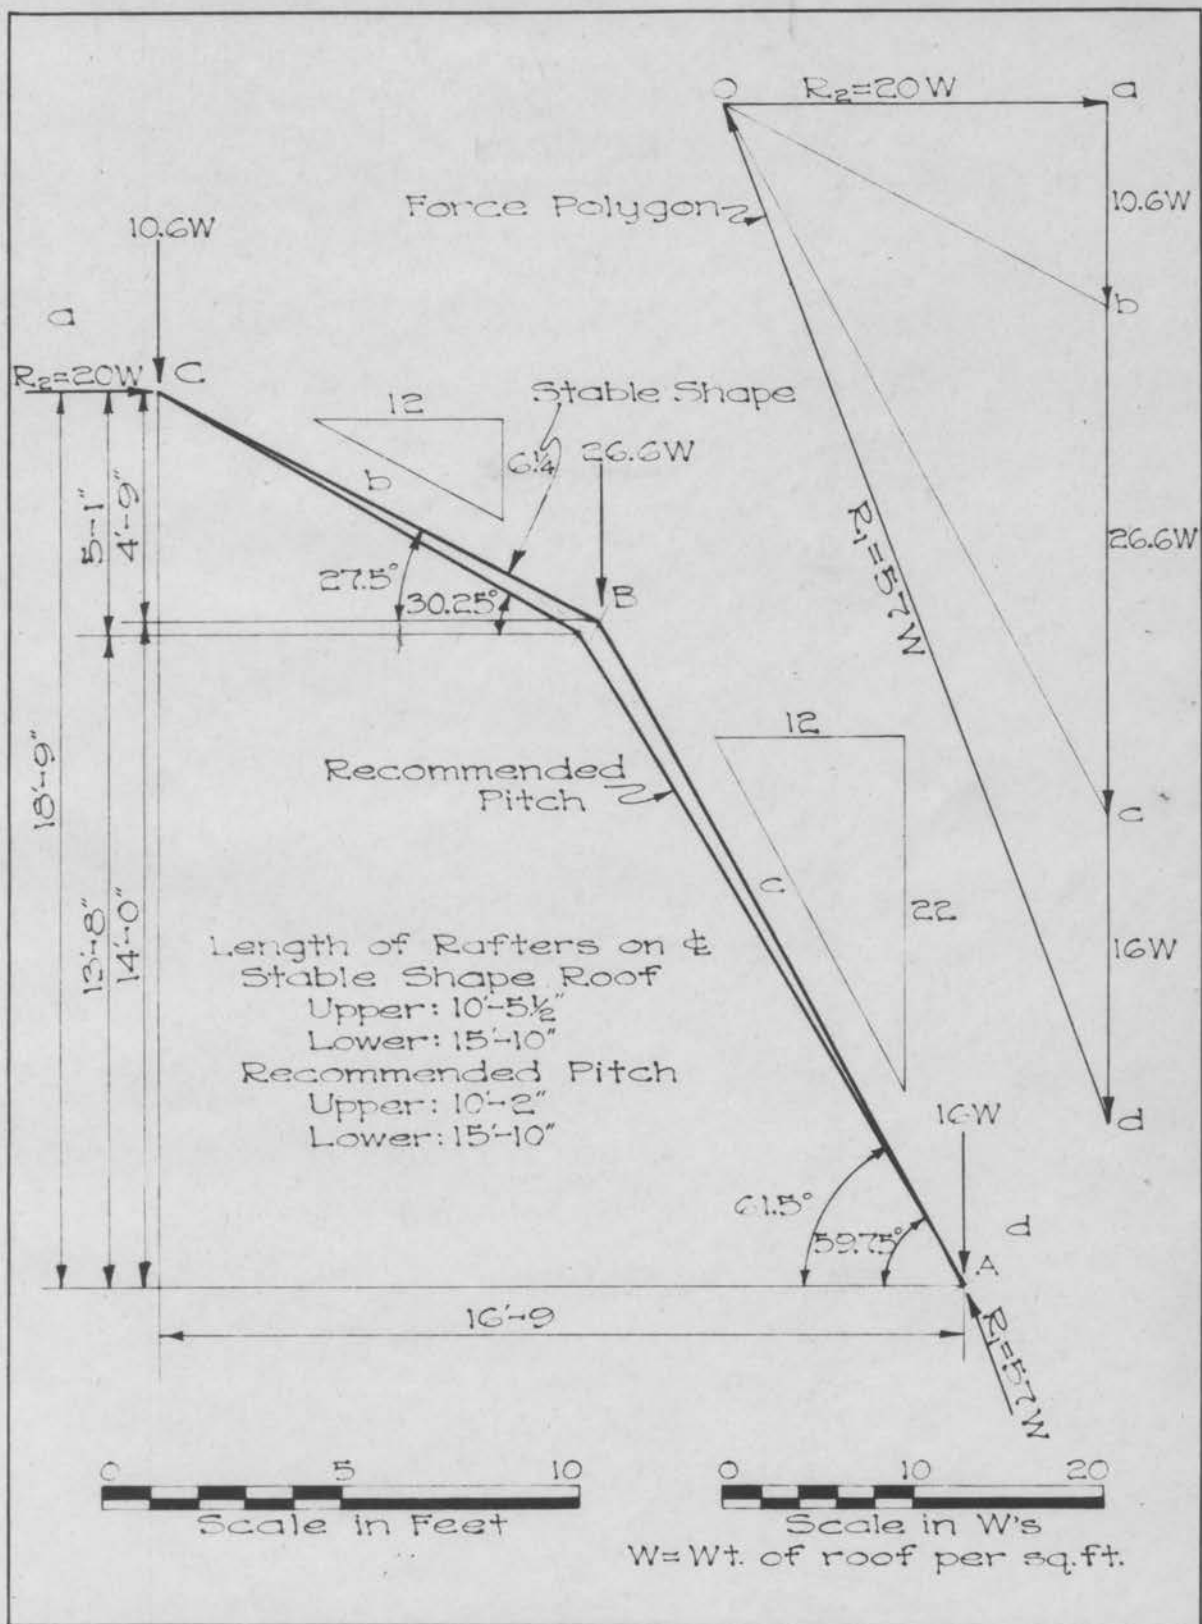 O
R₂=20W
a
Force Polygon
10.6W
10.6W
b
a
R₂=20W
C
12
Stable Shape
6¼
26.6W
b
5'-1"
4'-9"
27.5°
30.25°
B
R₁=57W
26.6W
12
Recommended
Pitch
18'-9"
c
c
22
13'-8"
14'-0"
Length of Rafters on ℄
Stable Shape Roof
Upper: 10'-5½"
Lower: 15'-10"
Recommended Pitch
Upper: 10'-2"
Lower: 15'-10"
16W
16W
d
61.5°
59.75°
d
A
16'-9
R₁=57W
0 5 10
Scale in Feet
0 10 20
Scale in W's
W=Wt. of roof per sq.ft.